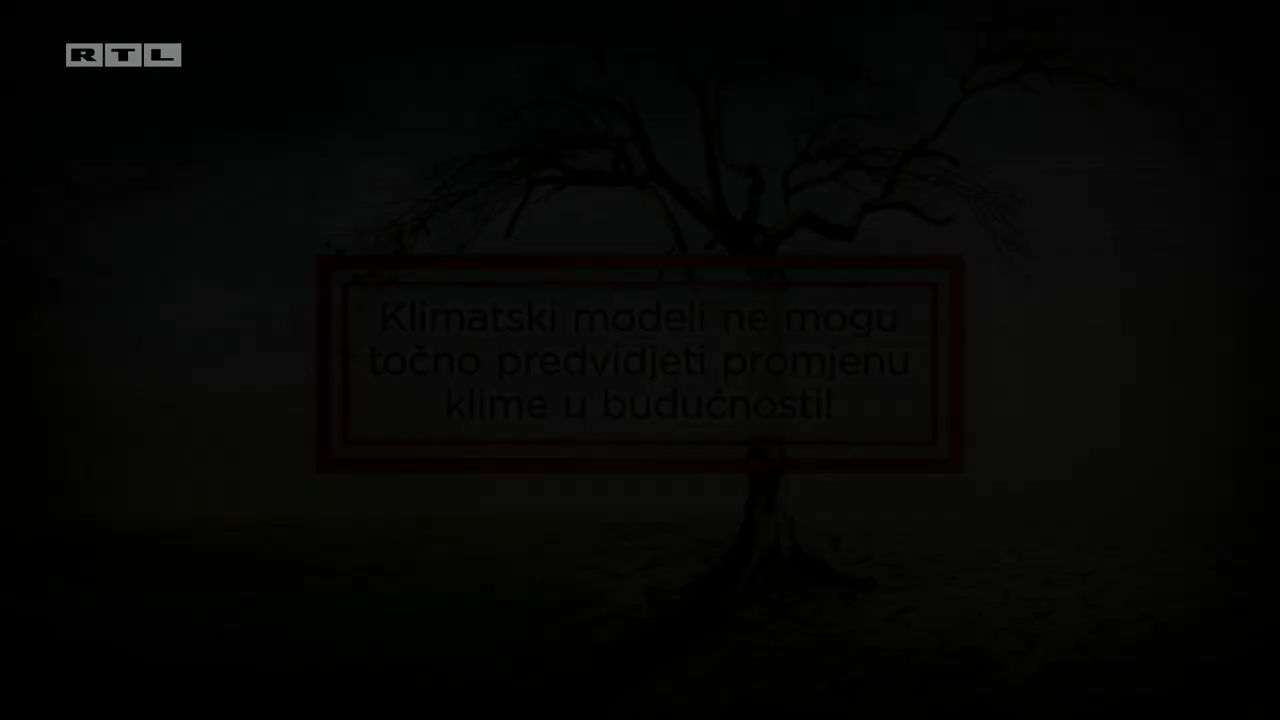 RTL
Klimatski modeli ne mogu
točno predvidjeti promjenu
klime u budućnosti!